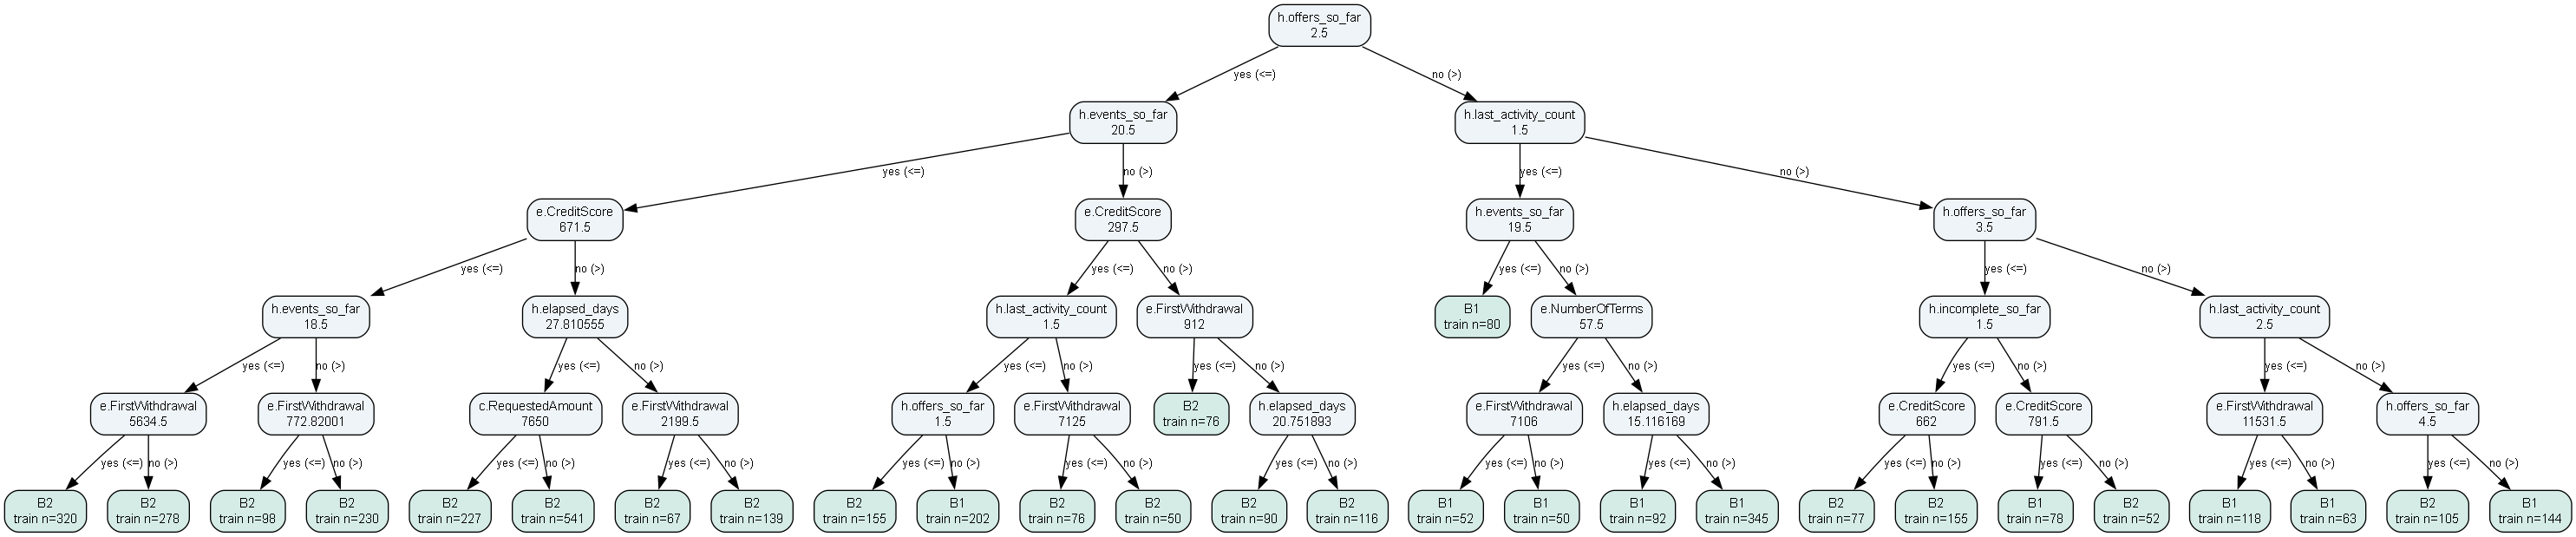 h.offers_so_far
2.5
yes (<=)
no (>)
h.events_so_far
20.5
h.last_activity_count
1.5
yes (<=)
no (>)
yes (<=)
no (>)
e.CreditScore
671.5
e.CreditScore
297.5
h.events_so_far
19.5
h.offers_so_far
3.5
yes (<=)
no (>)
yes (<=)
no (>)
yes (<=)
no (>)
yes (<=)
no (>)
h.events_so_far
18.5
h.elapsed_days
27.810555
h.last_activity_count
1.5
e.FirstWithdrawal
912
B1
train n=80
e.NumberOfTerms
57.5
h.incomplete_so_far
1.5
h.last_activity_count
2.5
yes (<=)
no (>)
yes (<=)
no (>)
yes (<=)
no (>)
yes (<=)
no (>)
yes (<=)
no (>)
yes (<=)
no (>)
yes (<=)
no (>)
e.FirstWithdrawal
5634.5
e.FirstWithdrawal
772.82001
c.RequestedAmount
7650
e.FirstWithdrawal
2199.5
h.offers_so_far
1.5
e.FirstWithdrawal
7125
B2
train n=76
h.elapsed_days
20.751893
e.FirstWithdrawal
7106
h.elapsed_days
15.116169
e.CreditScore
662
e.CreditScore
791.5
e.FirstWithdrawal
11531.5
h.offers_so_far
4.5
yes (<=)
no (>)
yes (<=)
no (>)
yes (<=)
no (>)
yes (<=)
no (>)
yes (<=)
no (>)
yes (<=)
no (>)
yes (<=)
no (>)
yes (<=)
no (>)
yes (<=)
no (>)
yes (<=)
no (>)
yes (<=)
no (>)
yes (<=)
no (>)
yes (<=)
no (>)
B2
train n=320
B2
train n=278
B2
train n=98
B2
train n=230
B2
train n=227
B2
train n=541
B2
train n=67
B2
train n=139
B2
train n=155
B1
train n=202
B2
train n=76
B2
train n=50
B2
train n=90
B2
train n=116
B1
train n=52
B1
train n=50
B1
train n=92
B1
train n=345
B2
train n=77
B2
train n=155
B1
train n=78
B2
train n=52
B1
train n=118
B1
train n=63
B2
train n=105
B1
train n=144